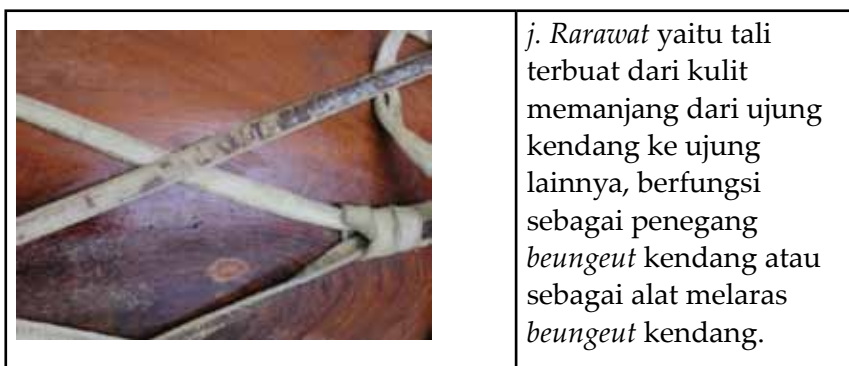 j. Rarawat yaitu tali
terbuat dari kulit
memanjang dari ujung
kendang ke ujung
lainnya, berfungsi
sebagai penegang
beungeut kendang atau
sebagai alat melaras
beungeut kendang.